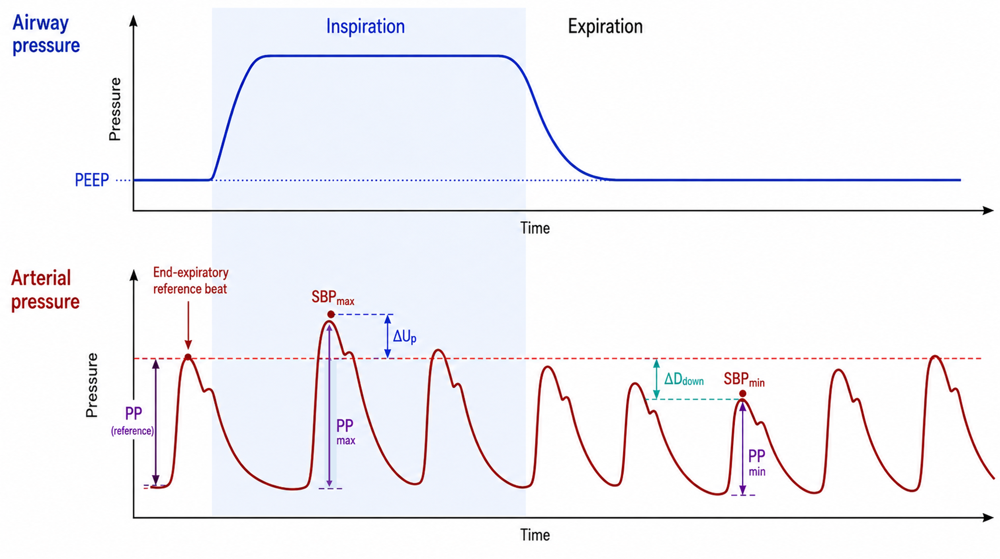 Airway
pressure
Inspiration
Expiration
Pressure
PEEP
Time
Arterial
pressure
End-expiratory
reference beat
SBPmax
ΔUp
Pressure
PP
(reference)
PP
max
ΔDdown
SBPmin
PP
min
Time